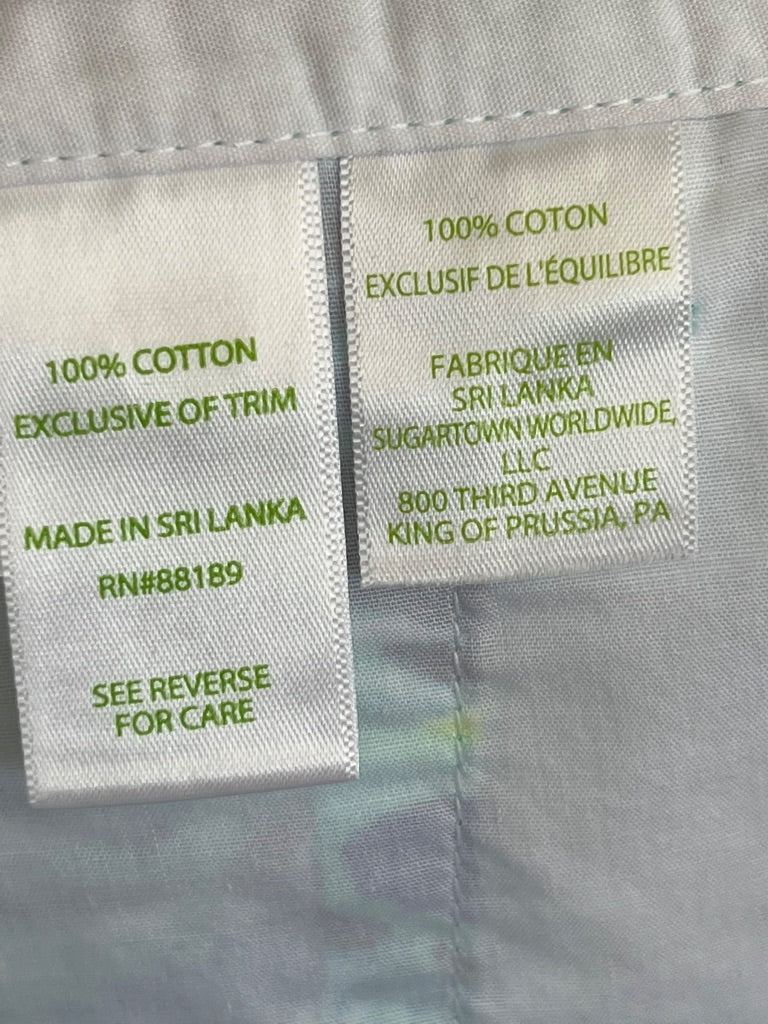 100% COTTON
EXCLUSIVE OF TRIM
MADE IN SRI LANKA
RN#88189
SEE REVERSE
FOR CARE
100% COTON
EXCLUSIF DE L'ÉQUILIBRE
FABRIQUE EN
SRI LANKA
SUGARTOWN WORLDWIDE,
LLC
800 THIRD AVENUE
KING OF PRUSSIA, PA